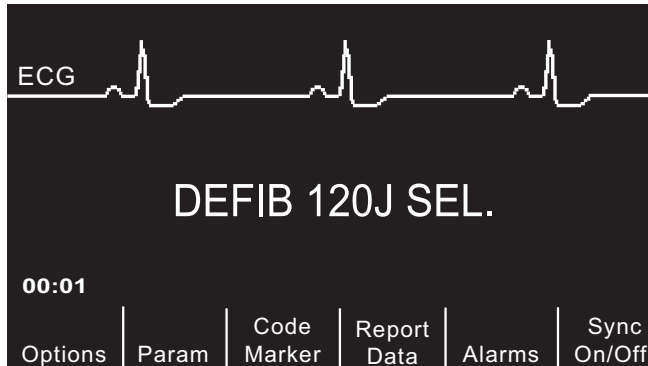 ECG
DEFIB 120J SEL.
00:01
Options
Param
Code
Marker
Report
Data
Alarms
Sync
On/Off